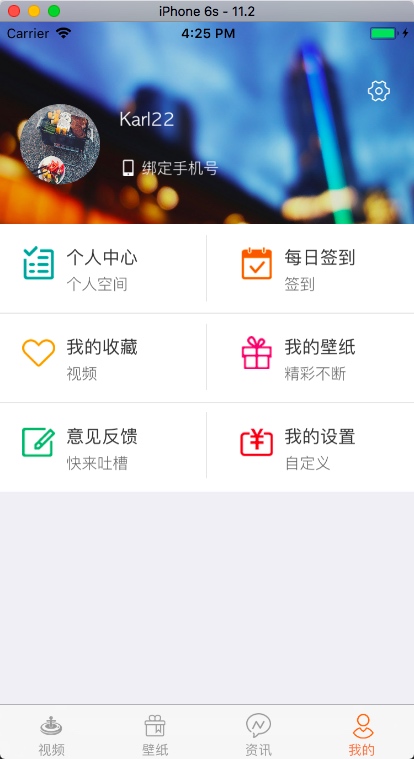 iPhone 6s - 11.2
Carrier 4:25 PM
Karl22
绑定手机号
个人中心
个人空间
每日签到
签到
我的收藏
视频
我的壁纸
精彩不断
意见反馈
快来吐槽
我的设置
自定义
视频 壁纸 资讯 我的